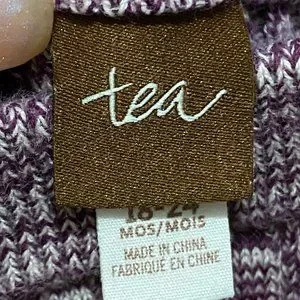 tea
18-24
MOS/MOIS
MADE IN CHINA
FABRIQUÉ EN CHINE